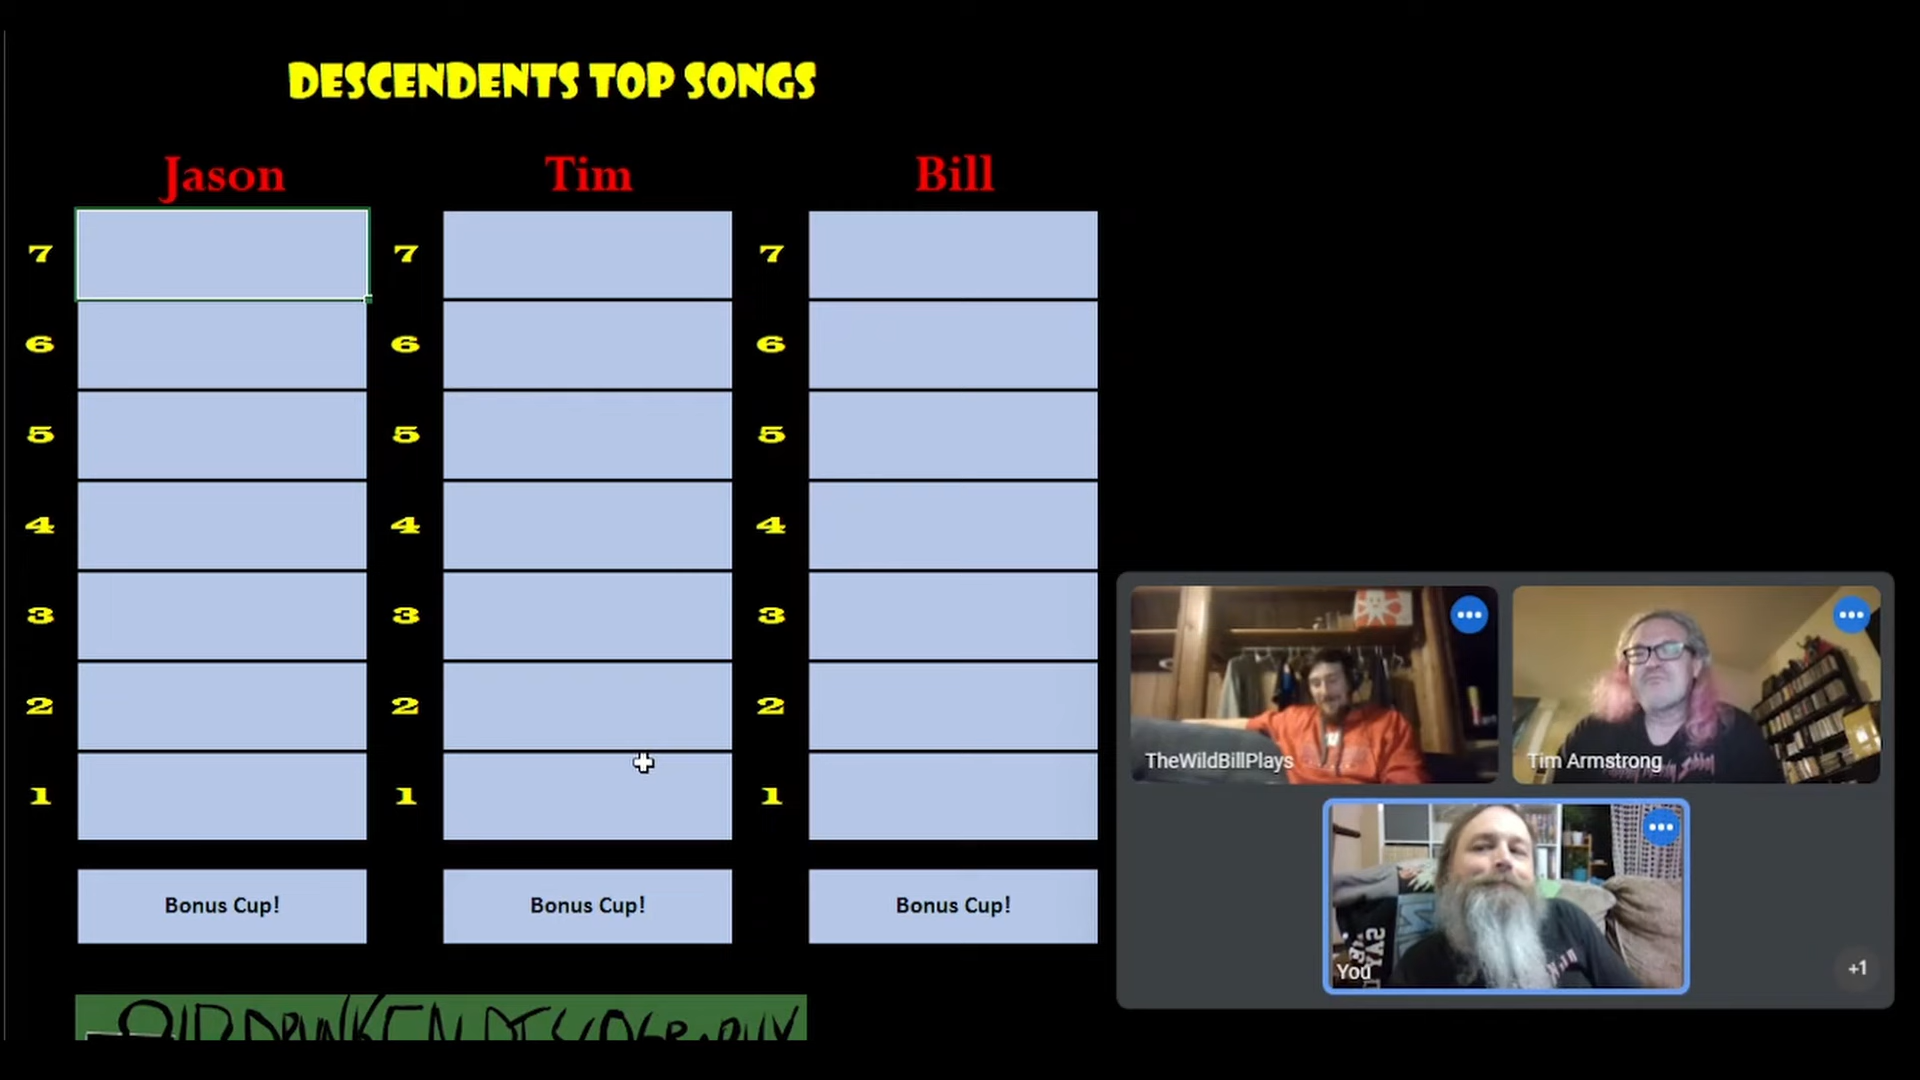 DESCENDENTS TOP SONGS
Jason Tim Bill
7 7 7
6 6 6
5 5 5
4 4 4
3 3 3
2 2 2
1 1 1
Bonus Cup! Bonus Cup! Bonus Cup!
TheWildBillPlays
Tim Armstrong
You
+1